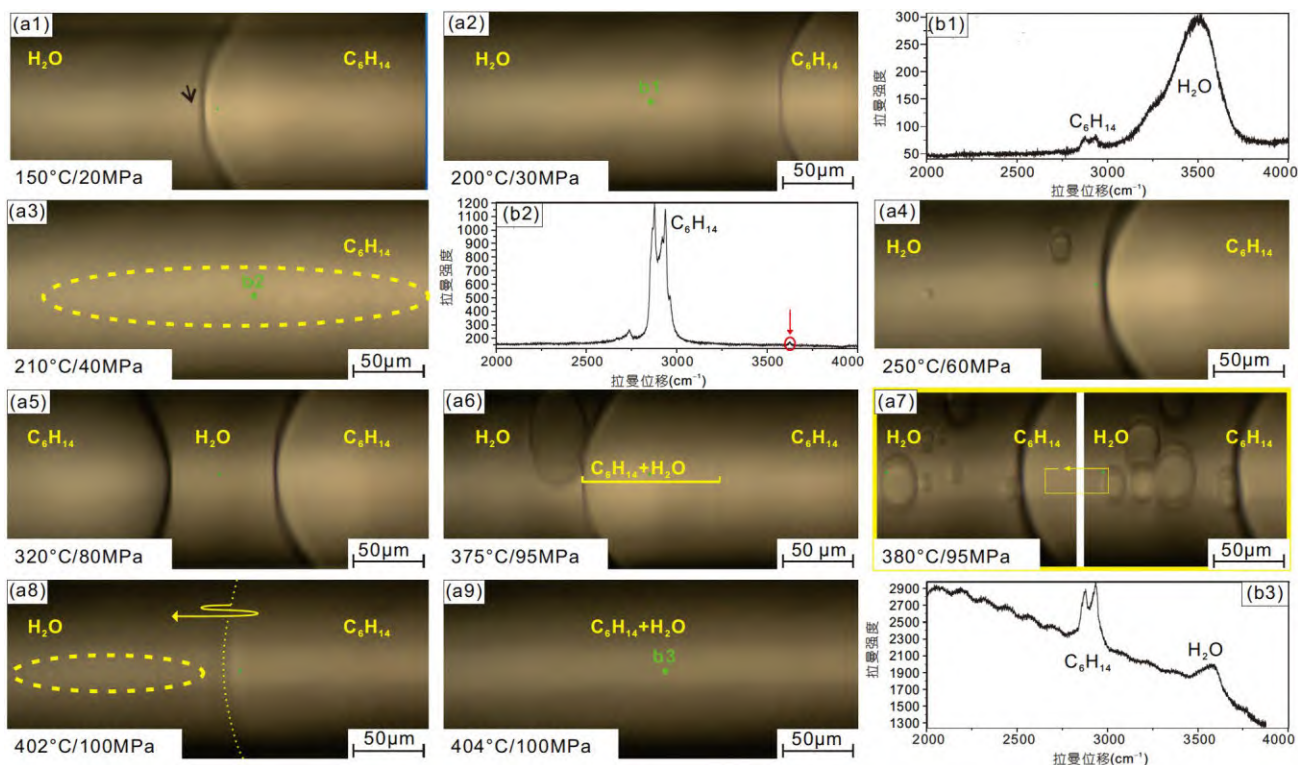 (a1)
H₂O
C₆H₁₄
150°C/20MPa
(a2)
H₂O
C₆H₁₄
b1
200°C/30MPa
50μm
(b1)
拉曼强度
300
250
200
150
100
50
C₆H₁₄
H₂O
2000 2500 3000 3500 4000
拉曼位移(cm⁻¹)
(a3)
C₆H₁₄
b2
210°C/40MPa
50μm
(b2)
拉曼强度
1200
1100
1000
900
800
700
600
500
400
300
200
C₆H₁₄
2000 2500 3000 3500 4000
拉曼位移(cm⁻¹)
(a4)
H₂O
C₆H₁₄
250°C/60MPa
50μm
(a5)
C₆H₁₄
H₂O
C₆H₁₄
320°C/80MPa
50μm
(a6)
H₂O
C₆H₁₄
C₆H₁₄+H₂O
375°C/95MPa
50 μm
(a7)
H₂O
C₆H₁₄
H₂O
C₆H₁₄
380°C/95MPa
50μm
(a8)
H₂O
C₆H₁₄
402°C/100MPa
50μm
(a9)
C₆H₁₄+H₂O
b3
404°C/100MPa
50μm
(b3)
拉曼强度
2900
2700
2500
2300
2100
1900
1700
1500
1300
C₆H₁₄
H₂O
2000 2500 3000 3500 4000
拉曼位移(cm⁻¹)